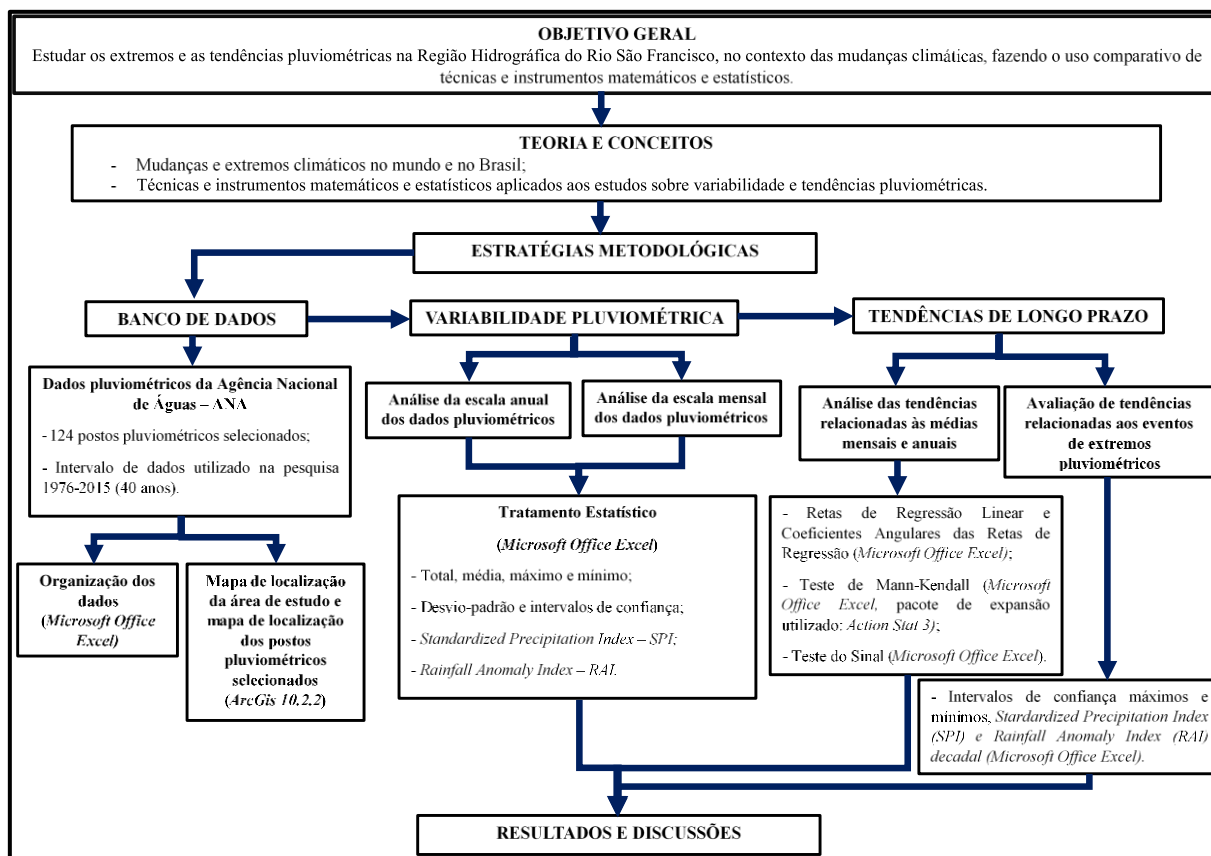 OBJETIVO GERAL
Estudar os extremos e as tendências pluviométricas na Região Hidrográfica do Rio São Francisco, no contexto das mudanças climáticas, fazendo o uso comparativo de
técnicas e instrumentos matemáticos e estatísticos.
TEORIA E CONCEITOS
- Mudanças e extremos climáticos no mundo e no Brasil;
- Técnicas e instrumentos matemáticos e estatísticos aplicados aos estudos sobre variabilidade e tendências pluviométricas.
ESTRATÉGIAS METODOLÓGICAS
BANCO DE DADOS
VARIABILIDADE PLUVIOMÉTRICA
TENDÊNCIAS DE LONGO PRAZO
Dados pluviométricos da Agência Nacional
de Águas – ANA
- 124 postos pluviométricos selecionados;
- Intervalo de dados utilizado na pesquisa
1976-2015 (40 anos).
Organização dos
dados
(Microsoft Office
Excel)
Mapa de localização
da área de estudo e
mapa de localização
dos postos
pluviométricos
selecionados
(ArcGis 10.2.2)
Análise da escala anual
dos dados pluviométricos
Análise da escala mensal
dos dados pluviométricos
Tratamento Estatístico
(Microsoft Office Excel)
- Total, média, máximo e mínimo;
- Desvio-padrão e intervalos de confiança;
- Standardized Precipitation Index – SPI;
- Rainfall Anomaly Index – RAI.
Análise das tendências
relacionadas às médias
mensais e anuais
Avaliação de tendências
relacionadas aos eventos
de extremos
pluviométricos
- Retas de Regressão Linear e
Coeficientes Angulares das Retas de
Regressão (Microsoft Office Excel);
- Teste de Mann-Kendall (Microsoft
Office Excel, pacote de expansão
utilizado: Action Stat 3);
- Teste do Sinal (Microsoft Office Excel).
- Intervalos de confiança máximos e
mínimos, Stardardized Precipitation Index
(SPI) e Rainfall Anomaly Index (RAI)
decadal (Microsoft Office Excel).
RESULTADOS E DISCUSSÕES